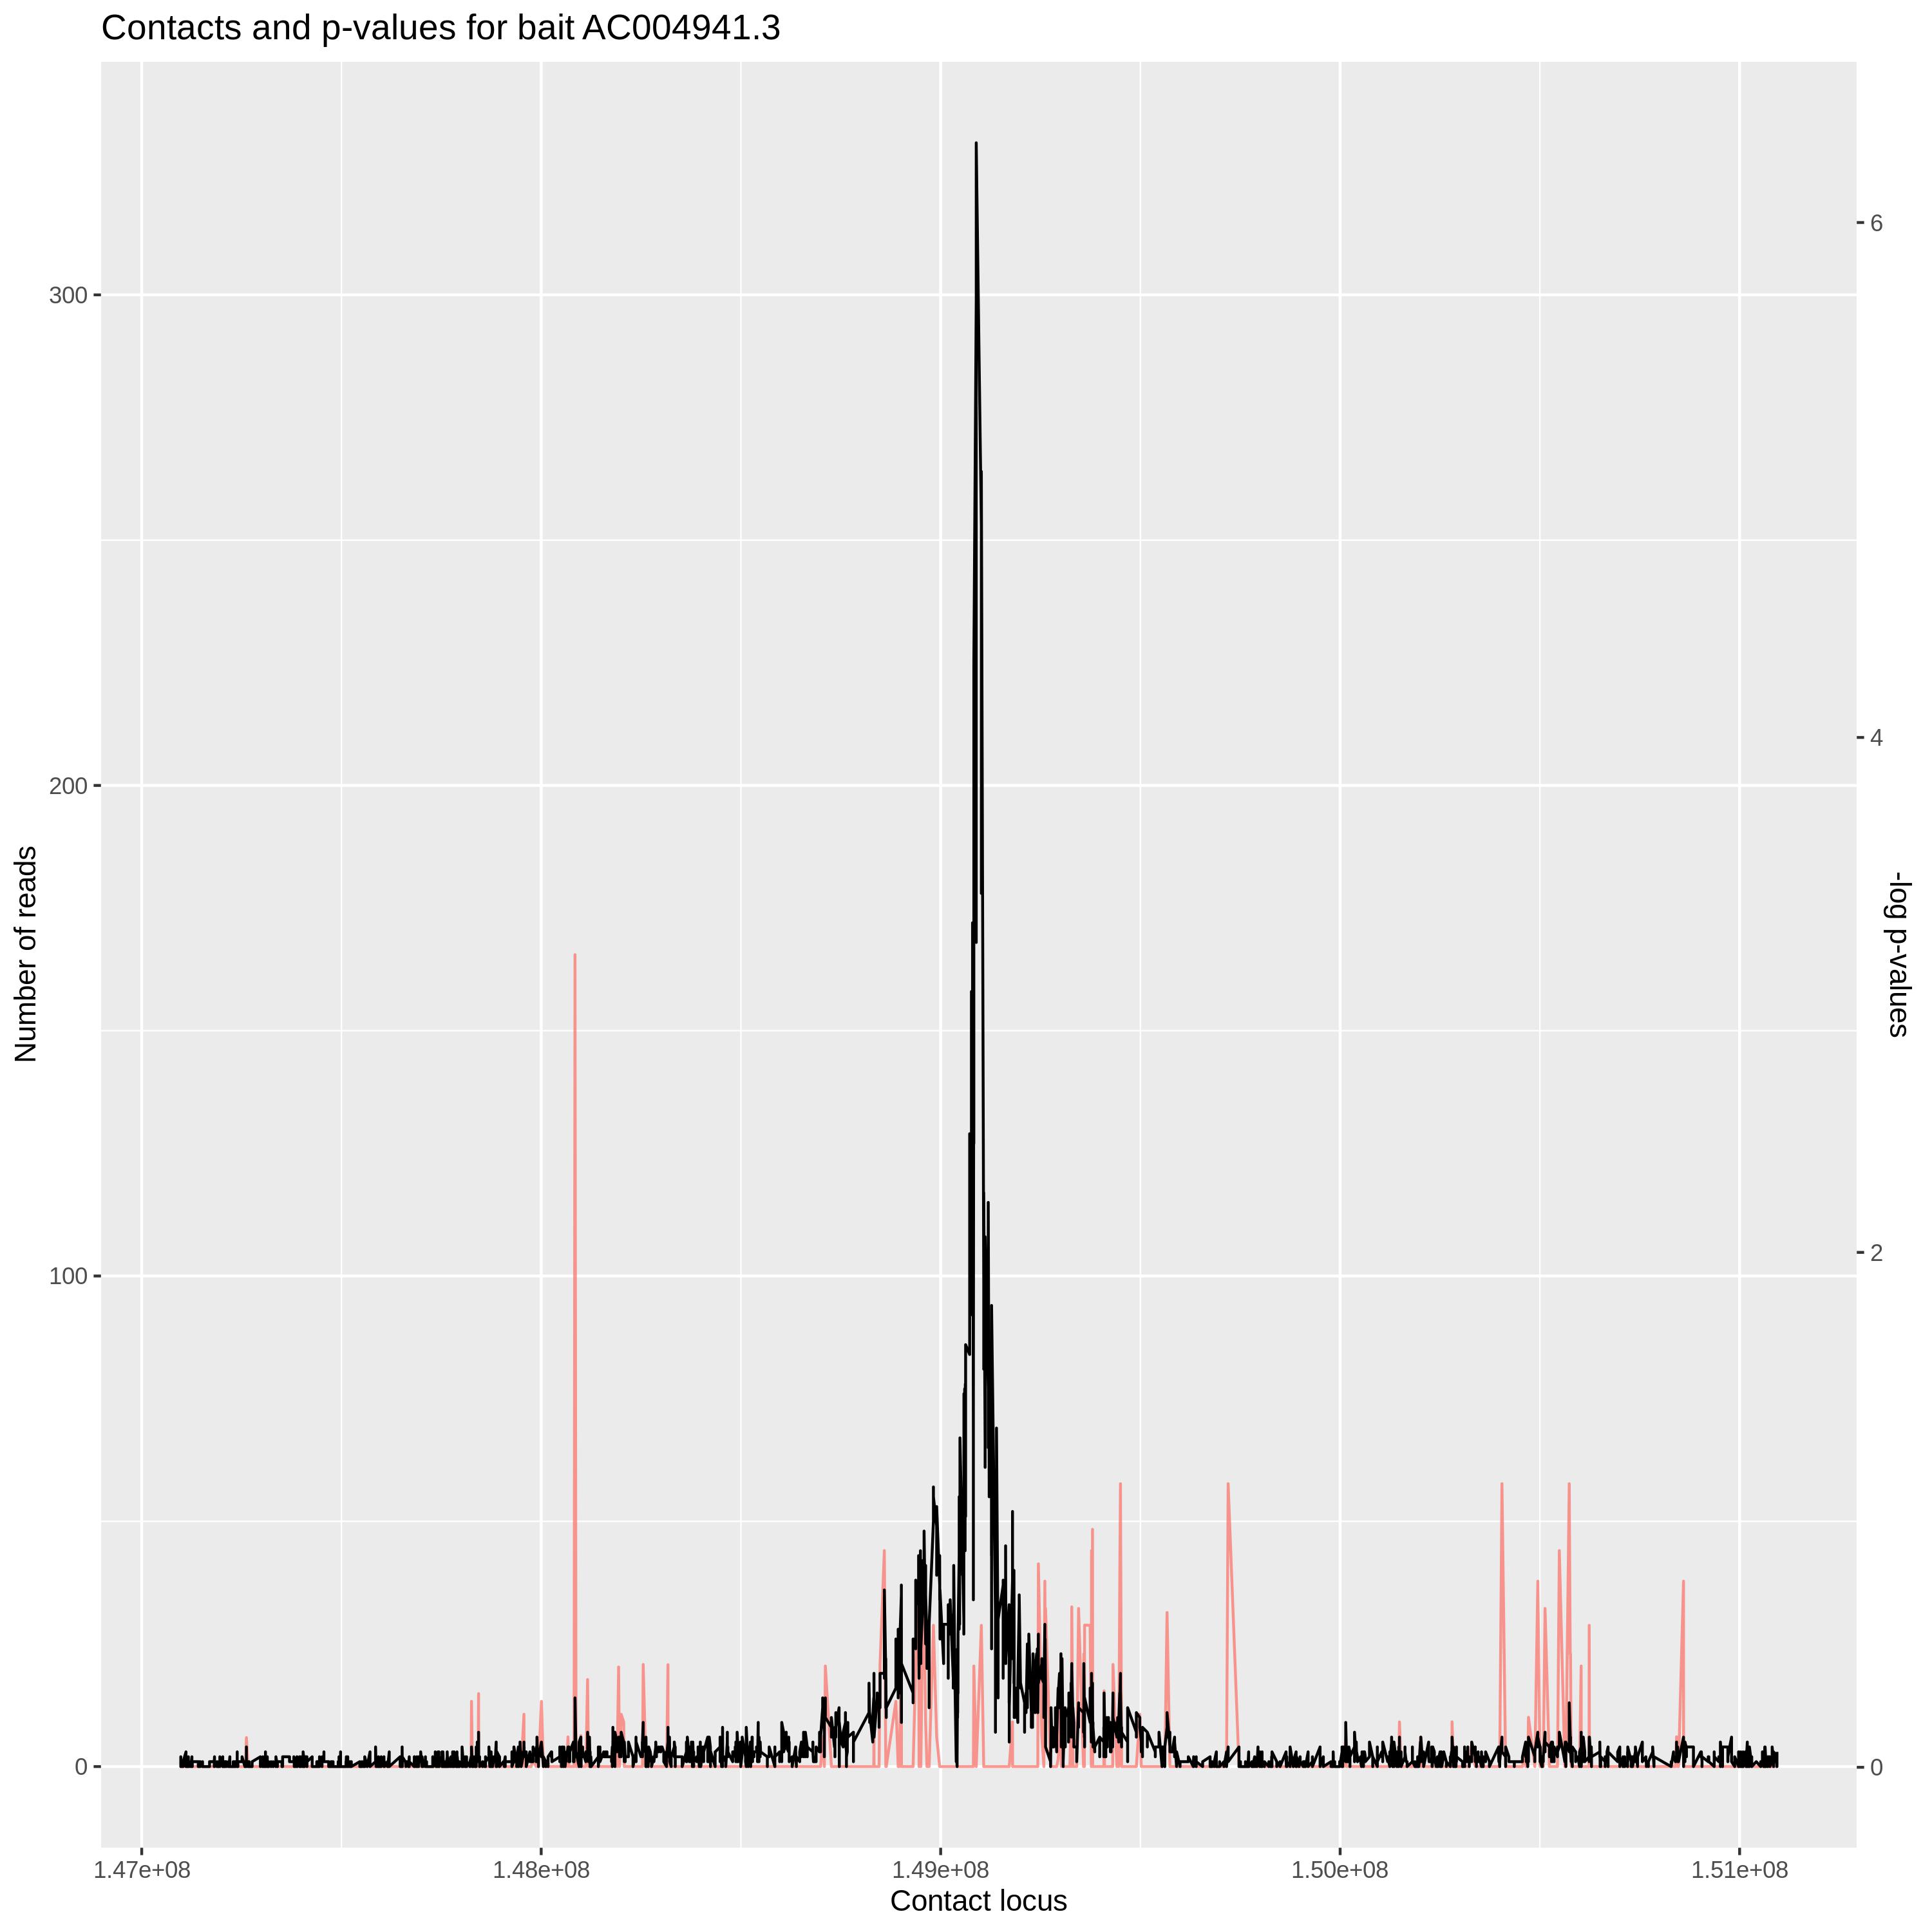 Contacts and p-values for bait AC004941.3
Number of reads
300
200
100
0
6
4
2
0
-log p-values
1.47e+08
1.48e+08
1.49e+08
1.50e+08
1.51e+08
Contact locus